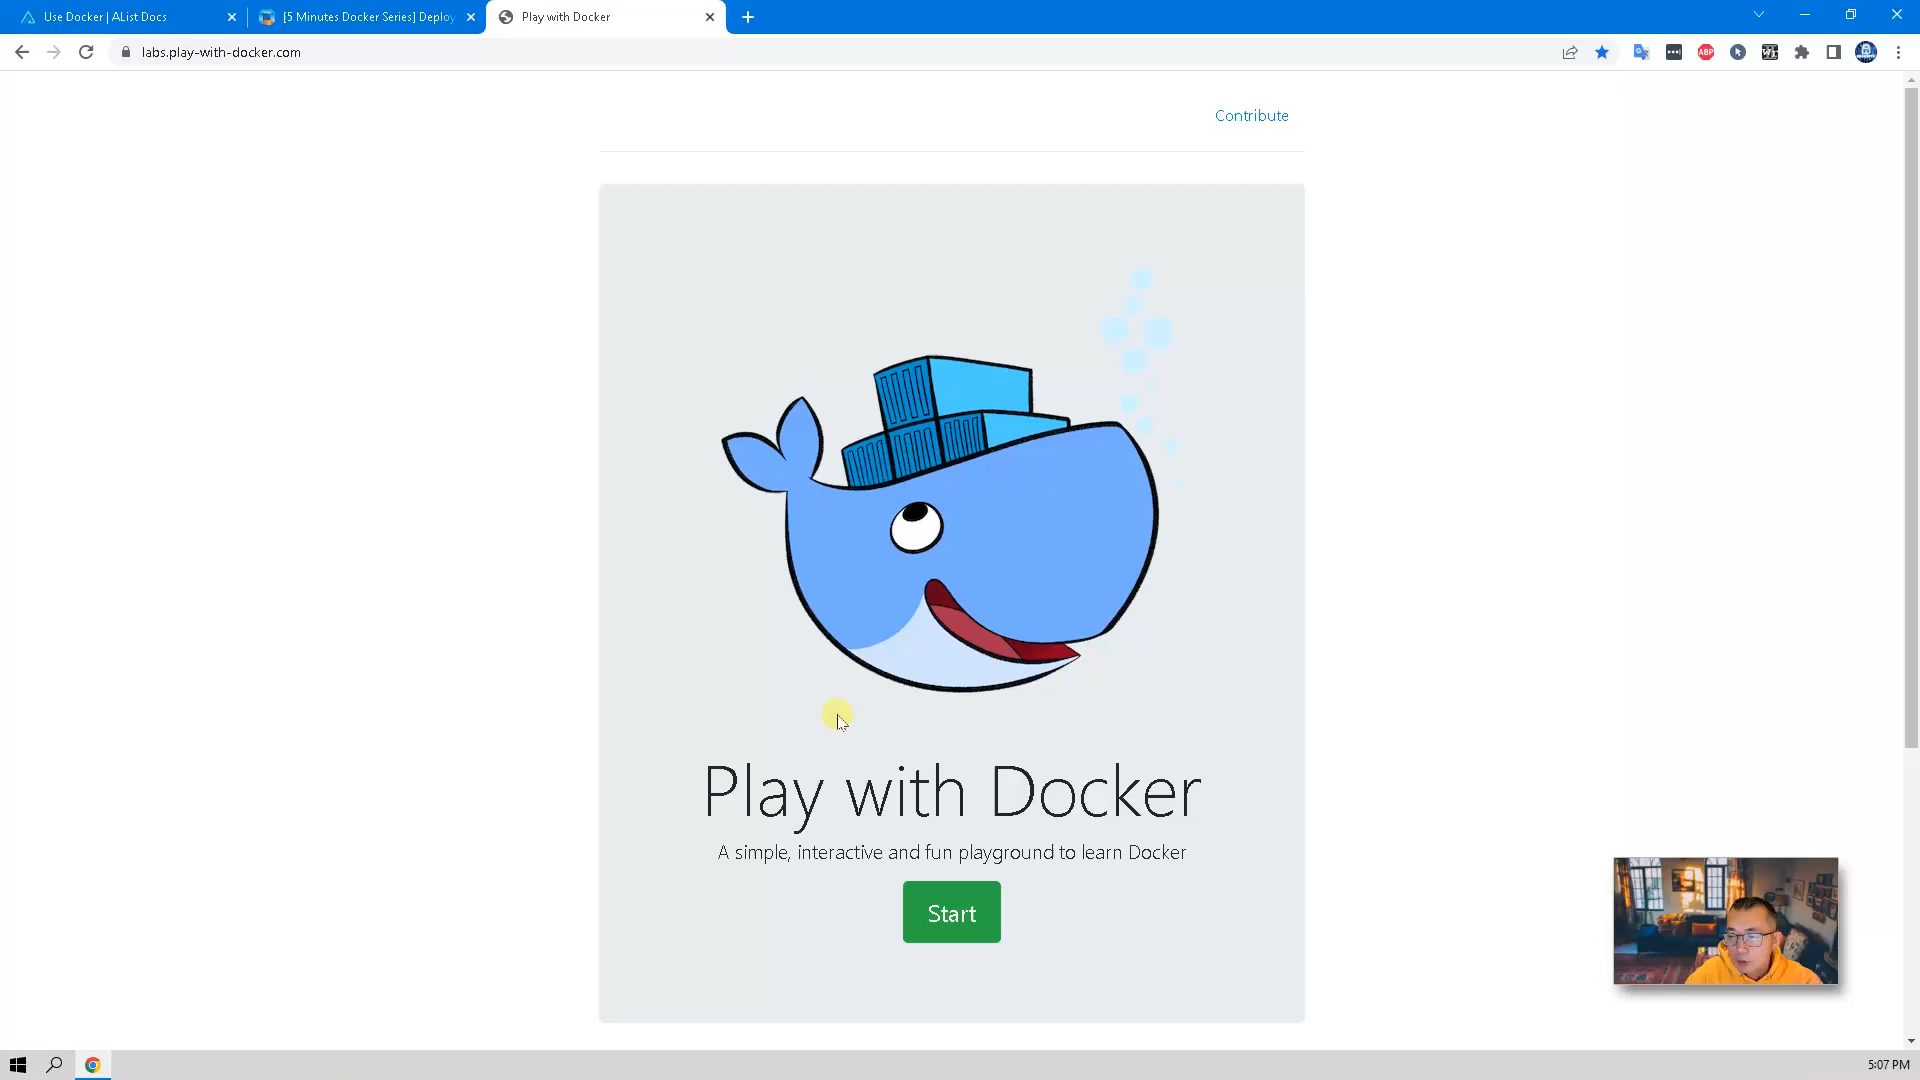 Use Docker | AList Docs
[5 Minutes Docker Series] Deploy
Play with Docker
labs.play-with-docker.com
ABP
Contribute
Play with Docker
A simple, interactive and fun playground to learn Docker
Start
5:07 PM